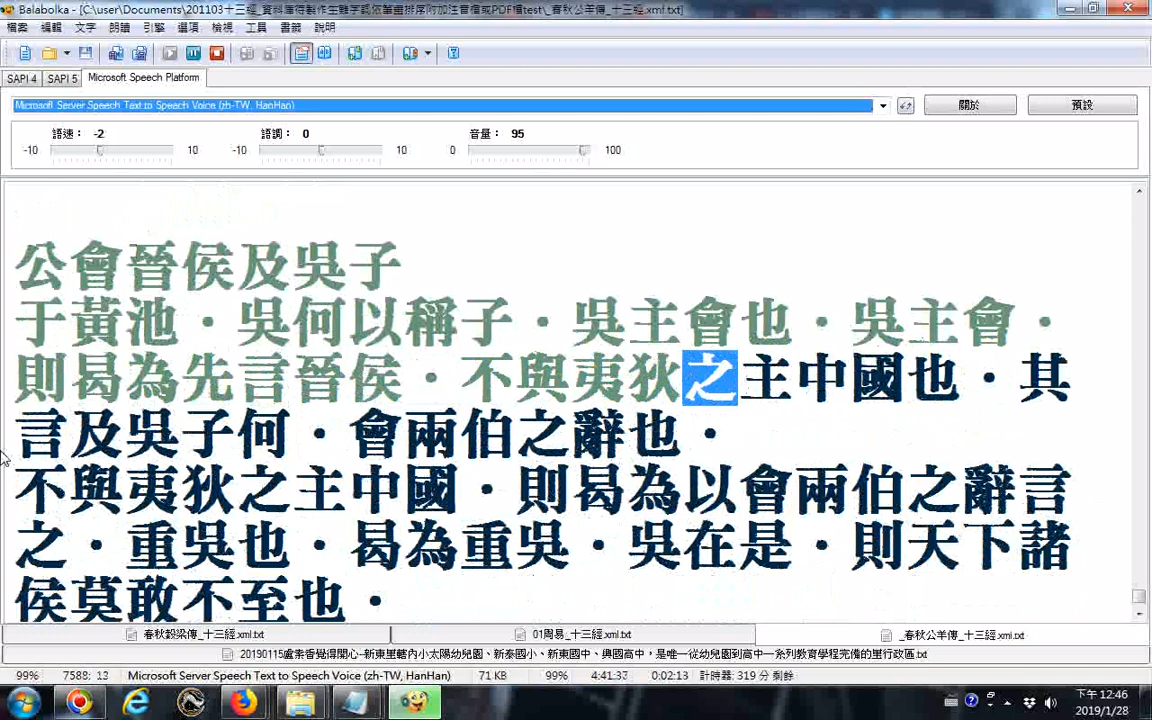 Balabolka - [C:\user\Documents\201103十三經_資料庫待製作生難字詞依筆畫排序附加注音檔或PDF檔test\_春秋公羊傳_十三經.xml.txt]
檔案 編輯 文字 朗讀 引擎 選項 檢視 工具 書籤 說明
SAPI 4 SAPI 5 Microsoft Speech Platform
Microsoft Server Speech Text to Speech Voice (zh-TW, HanHan) 關於 預設
語速： -2 語調： 0 音量： 95
-10 10 -10 10 0 100
公會晉侯及吳子
于黃池．吳何以稱子．吳主會也．吳主會．
則曷為先言晉侯．不與夷狄之主中國也．其
言及吳子何．會兩伯之辭也．
不與夷狄之主中國．則曷為以會兩伯之辭言
之．重吳也．曷為重吳．吳在是．則天下諸
侯莫敢不至也．
春秋穀梁傳_十三經.xml.txt 01周易_十三經.xml.txt _春秋公羊傳_十三經.xml.txt
20190115盧素香覺得開心-新東里轄內小太陽幼兒園、新泰國小、新東國中、興國高中，是唯一從幼兒園到高中一系列教育學程完備的里行政區.txt
99% 7588: 13 Microsoft Server Speech Text to Speech Voice (zh-TW, HanHan) 71 KB 99% 4:41:37 0:02:13 計時器： 319 分 剩餘
下午 12:46
2019/1/28